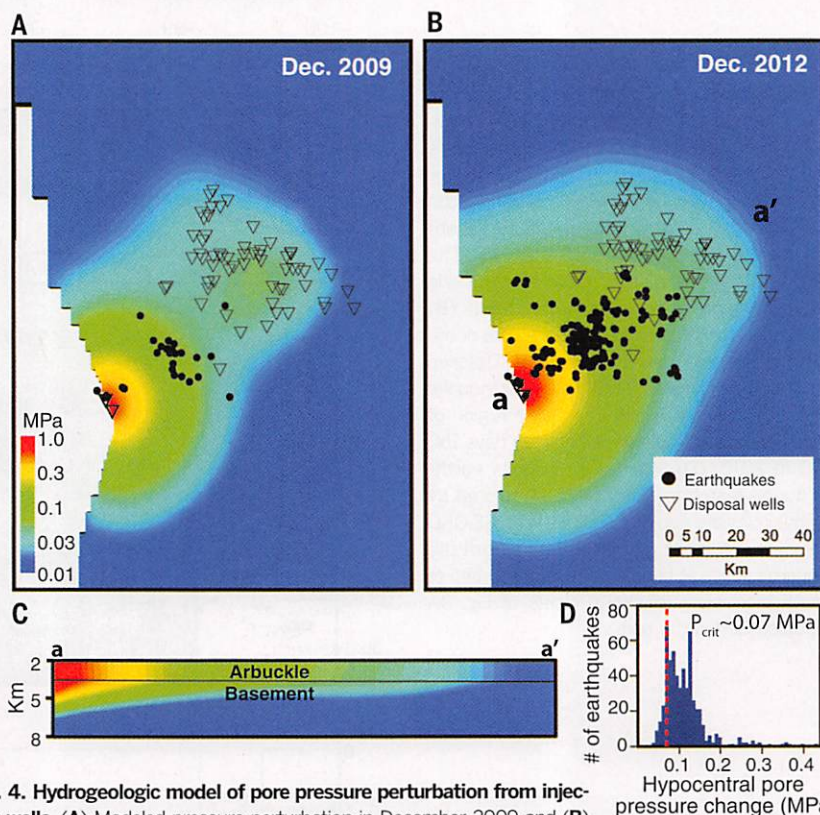 A
B
Dec. 2009
Dec. 2012
a'
a
MPa
1.0
0.3
0.1
0.03
0.01
Earthquakes
Disposal wells
0 5 10 20 30 40
Km
C
a
a'
2
Arbuckle
Basement
5
8
Km
D
80
60
40
20
0
# of earthquakes
Pcrit~0.07 MPa
0.1 0.2 0.3 0.4
Hypocentral pore
pressure change (MPa
. 4. Hydrogeologic model of pore pressure perturbation from injec-
wells. (A) Modeled pressure perturbation in December 2009 and (B)